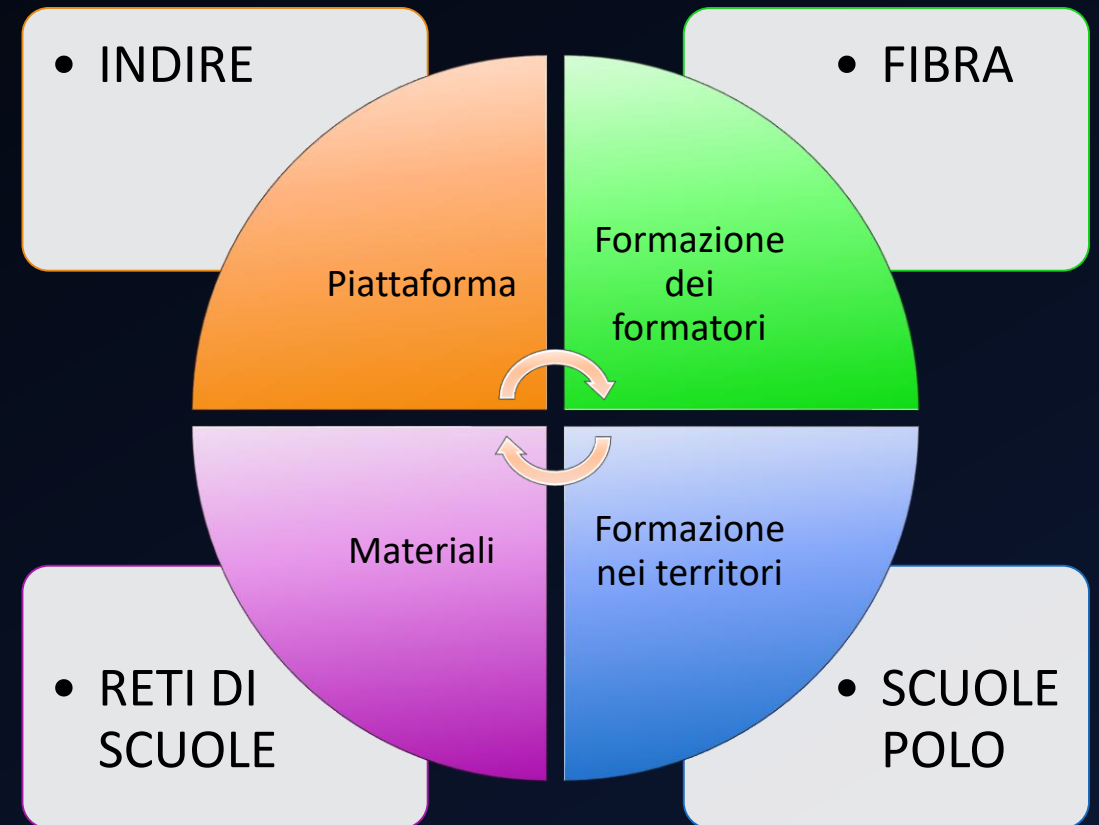 • INDIRE
• FIBRA
Piattaforma
Formazione
dei
formatori
Materiali
Formazione
nei territori
• RETI DI
SCUOLE
• SCUOLE
POLO